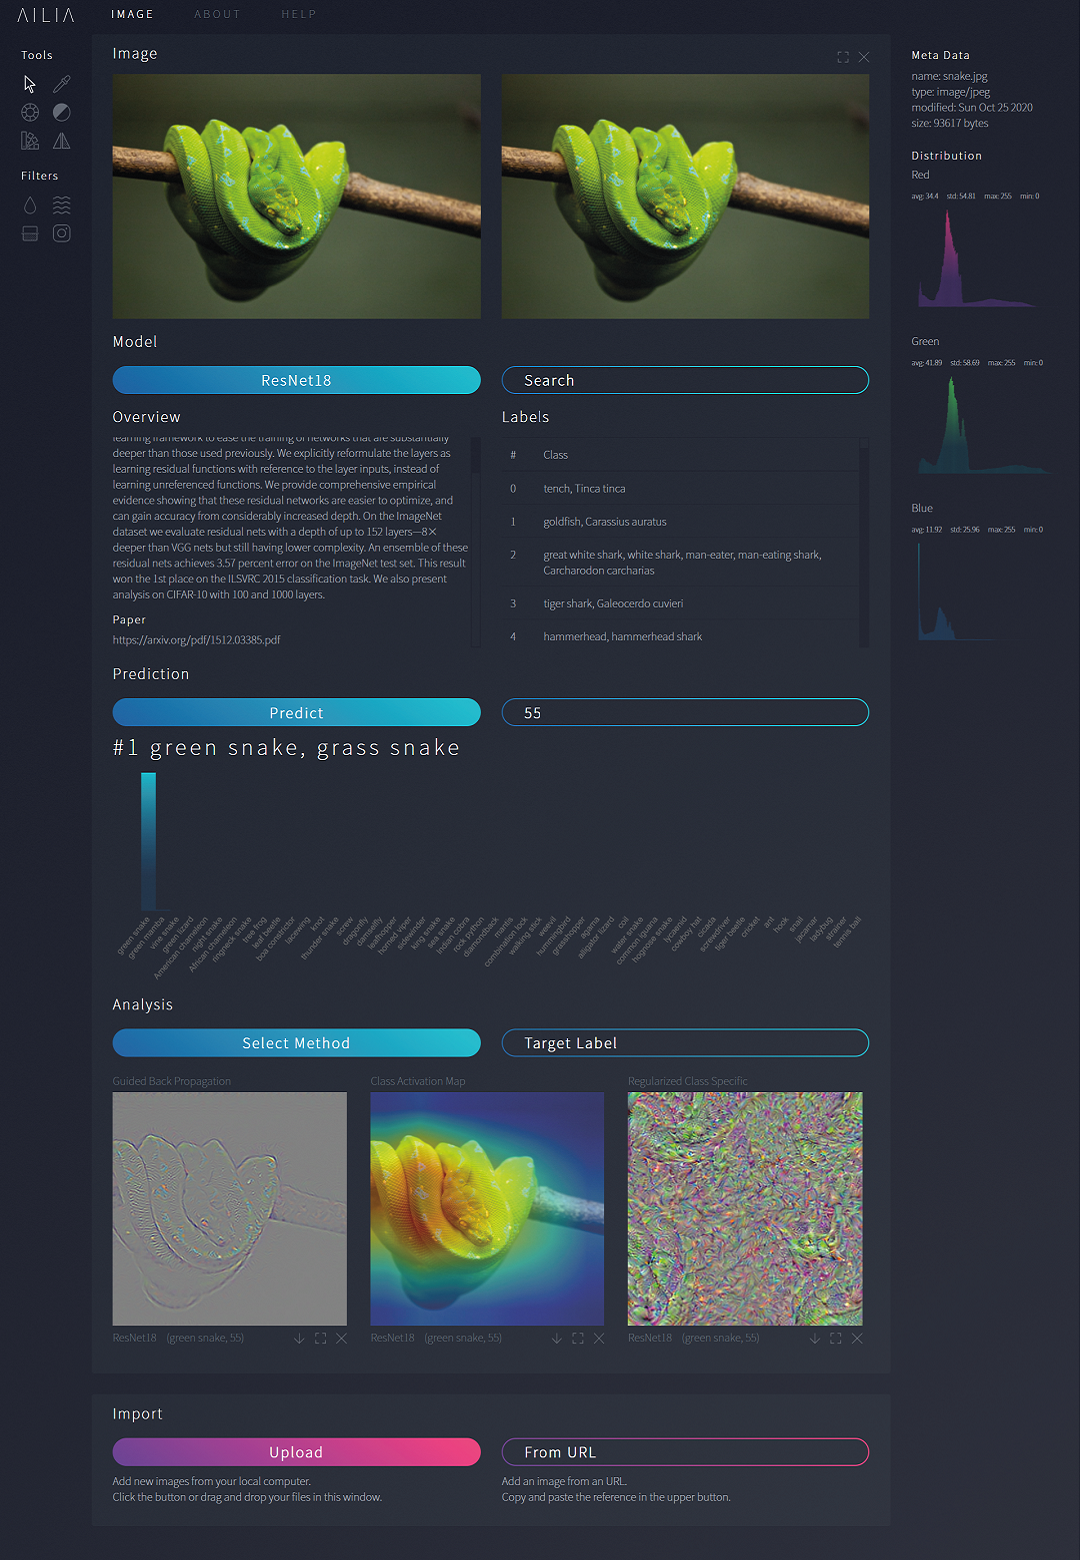 AILIA
IMAGE ABOUT HELP
Tools
Filters
Image
Model
ResNet18
Search
Overview
learning framework to ease the training of networks that are substantially
deeper than those used previously. We explicitly reformulate the layers as
learning residual functions with reference to the layer inputs, instead of
learning unreferenced functions. We provide comprehensive empirical
evidence showing that these residual networks are easier to optimize, and
can gain accuracy from considerably increased depth. On the ImageNet
dataset we evaluate residual nets with a depth of up to 152 layers—8×
deeper than VGG nets but still having lower complexity. An ensemble of these
residual nets achieves 3.57 percent error on the ImageNet test set. This result
won the 1st place on the ILSVRC 2015 classification task. We also present
analysis on CIFAR-10 with 100 and 1000 layers.
Paper
https://arxiv.org/pdf/1512.03385.pdf
Labels
# Class
0 tench, Tinca tinca
1 goldfish, Carassius auratus
2 great white shark, white shark, man-eater, man-eating shark,
Carcharodon carcharias
3 tiger shark, Galeocerdo cuvieri
4 hammerhead, hammerhead shark
Prediction
Predict
55
#1 green snake, grass snake
green snake
green mamba
vine snake
green lizard
American chameleon
night snake
African chameleon
ringneck snake
tree frog
leaf beetle
boa constrictor
lacewing
knot
thunder snake
screw
dragonfly
damselfly
leafhopper
horned viper
sidewinder
king snake
sea snake
Indian cobra
rock python
diamondback
mantis
combination lock
walking stick
weevil
hummingbird
grasshopper
agama
alligator lizard
coil
water snake
common iguana
hognose snake
lycaenid
cowboy hat
cicada
screwdriver
tiger beetle
cricket
ant
hook
snail
jacamar
ladybug
strainer
tennis ball
Analysis
Select Method
Target Label
Guided Back Propagation
Class Activation Map
Regularized Class Specific
ResNet18 (green snake, 55)
ResNet18 (green snake, 55)
ResNet18 (green snake, 55)
Import
Upload
Add new images from your local computer.
Click the button or drag and drop your files in this window.
From URL
Add an image from an URL.
Copy and paste the reference in the upper button.
Meta Data
name: snake.jpg
type: image/jpeg
modified: Sun Oct 25 2020
size: 93617 bytes
Distribution
Red
avg: 34.4 std: 54.81 max: 255 min: 0
Green
avg: 41.89 std: 58.69 max: 255 min: 0
Blue
avg: 11.92 std: 25.96 max: 255 min: 0